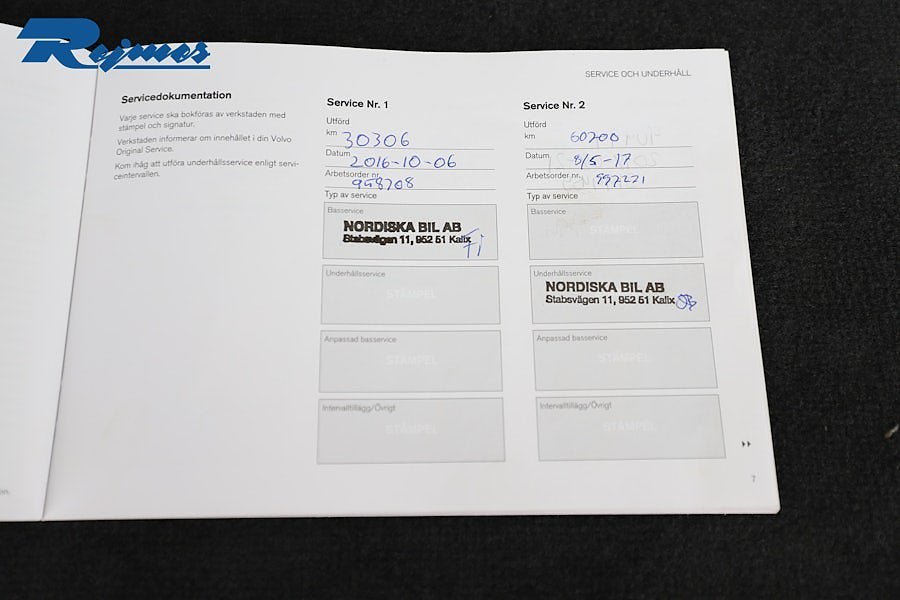 Rejmes
SERVICE OCH UNDERHÅLL
Servicedokumentation
Varje service ska bokföras av verkstaden med
stämpel och signatur.
Verkstaden informerar om innehållet i din Volvo
Original Service.
Kom ihåg att utföra underhållsservice enligt servi-
ceintervallen.
Service Nr. 1
Utförd
km 30306
Datum 2016-10-06
Arbetsorder nr. 958708
Typ av service
Basservice
NORDISKA BIL AB
Stabsvägen 11, 952 51 Kalix
Underhållsservice
STÄMPEL
Anpassad basservice
STÄMPEL
Intervalltillägg/Övrigt
STÄMPEL
Service Nr. 2
Utförd
km 60700
Datum 8/5-17
Arbetsorder nr. 997221
Typ av service
Basservice
STÄMPEL
Underhållsservice
NORDISKA BIL AB
Stabsvägen 11, 952 51 Kalix
Anpassad basservice
STÄMPEL
Intervalltillägg/Övrigt
STÄMPEL
7